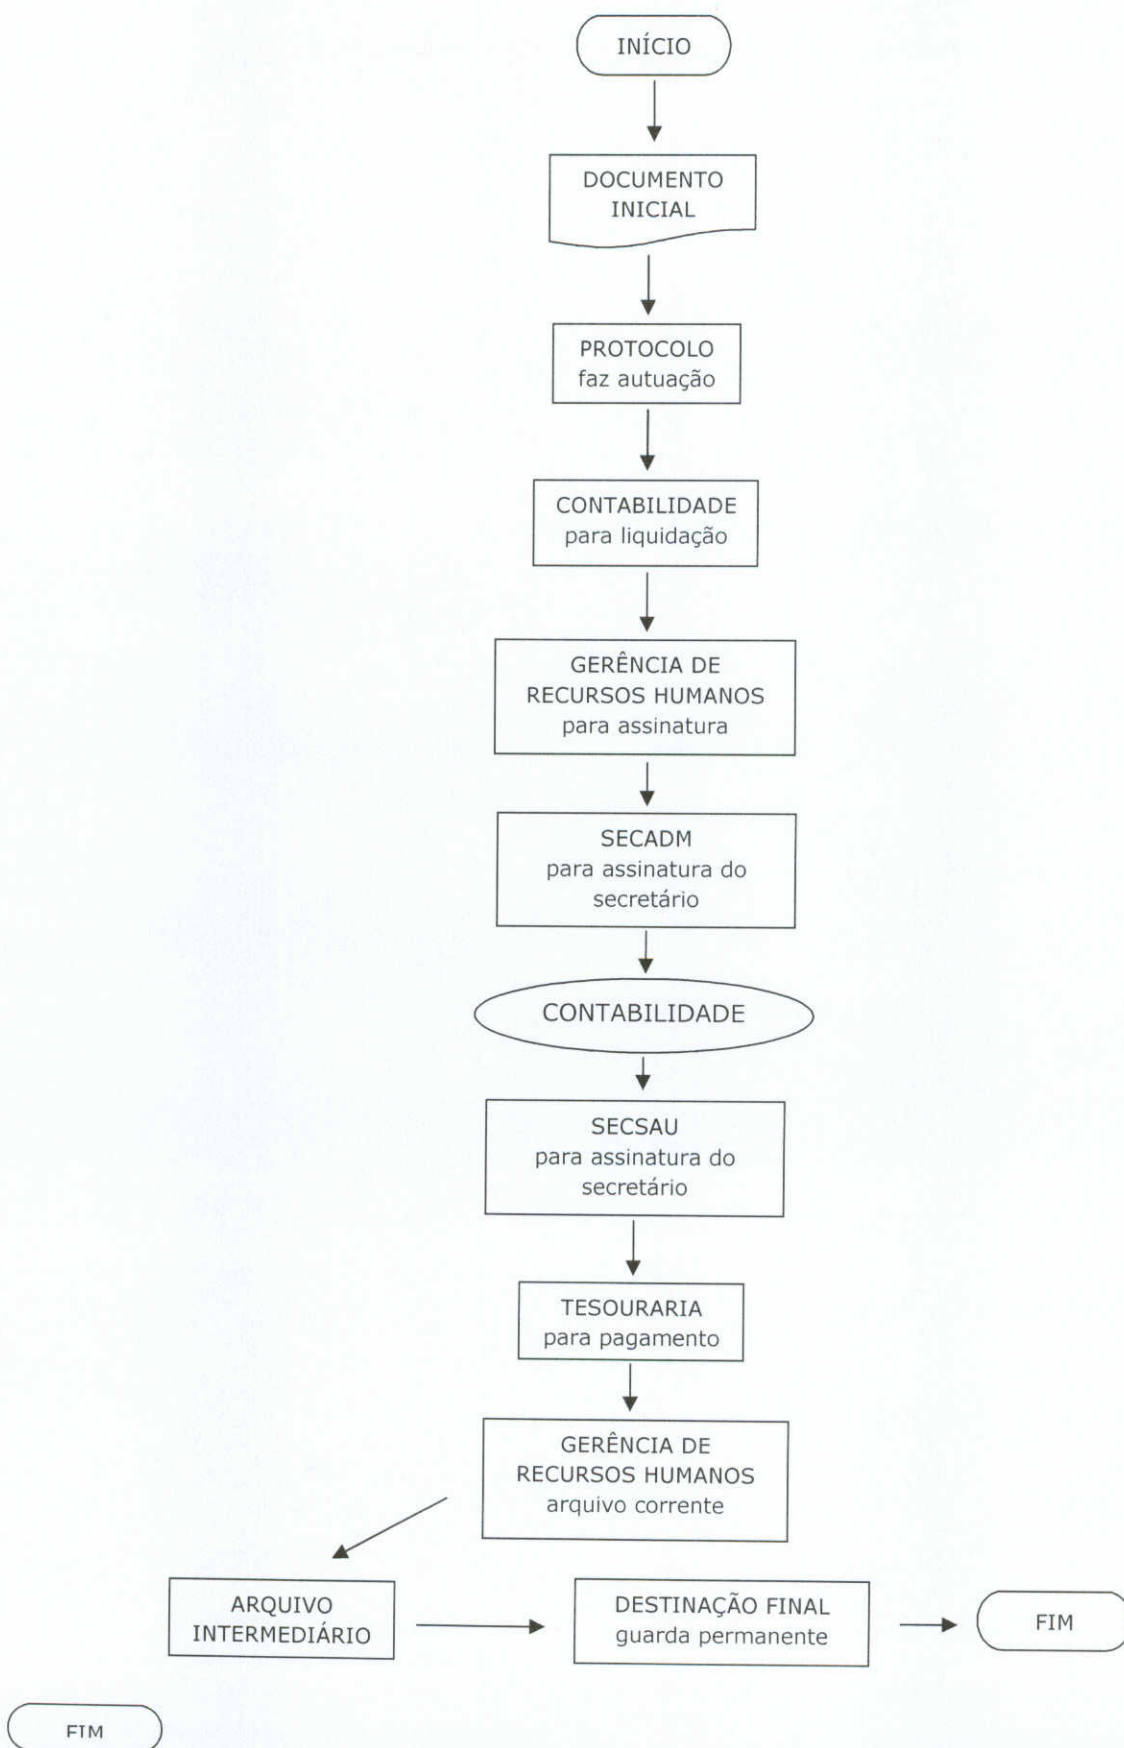 INÍCIO
DOCUMENTO
INICIAL
PROTOCOLO
faz autuação
CONTABILIDADE
para liquidação
GERÊNCIA DE
RECURSOS HUMANOS
para assinatura
SECADM
para assinatura do
secretário
CONTABILIDADE
SECSAU
para assinatura do
secretário
TESOURARIA
para pagamento
GERÊNCIA DE
RECURSOS HUMANOS
arquivo corrente
ARQUIVO
INTERMEDIÁRIO
DESTINAÇÃO FINAL
guarda permanente
FIM
FIM